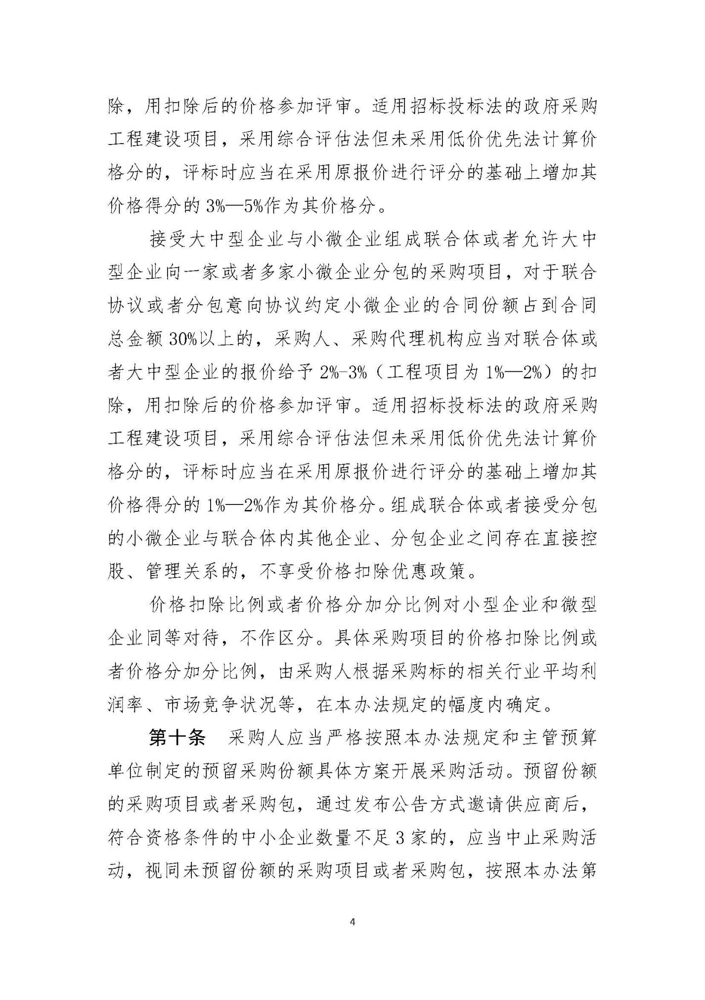 除，用扣除后的价格参加评审。适用招标投标法的政府采购
工程建设项目，采用综合评估法但未采用低价优先法计算价
格分的，评标时应当在采用原报价进行评分的基础上增加其
价格得分的 3%—5%作为其价格分。
接受大中型企业与小微企业组成联合体或者允许大中
型企业向一家或者多家小微企业分包的采购项目，对于联合
协议或者分包意向协议约定小微企业的合同份额占到合同
总金额 30%以上的，采购人、采购代理机构应当对联合体或
者大中型企业的报价给予 2%-3%（工程项目为 1%—2%）的扣
除，用扣除后的价格参加评审。适用招标投标法的政府采购
工程建设项目，采用综合评估法但未采用低价优先法计算价
格分的，评标时应当在采用原报价进行评分的基础上增加其
价格得分的 1%—2%作为其价格分。组成联合体或者接受分包
的小微企业与联合体内其他企业、分包企业之间存在直接控
股、管理关系的，不享受价格扣除优惠政策。
价格扣除比例或者价格分加分比例对小型企业和微型
企业同等对待，不作区分。具体采购项目的价格扣除比例或
者价格分加分比例，由采购人根据采购标的相关行业平均利
润率、市场竞争状况等，在本办法规定的幅度内确定。
第十条 采购人应当严格按照本办法规定和主管预算
单位制定的预留采购份额具体方案开展采购活动。预留份额
的采购项目或者采购包，通过发布公告方式邀请供应商后，
符合资格条件的中小企业数量不足 3 家的，应当中止采购活
动，视同未预留份额的采购项目或者采购包，按照本办法第
4